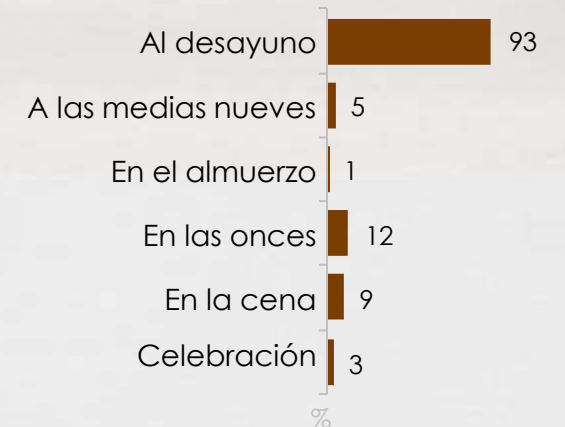 Al desayuno 93
A las medias nueves 5
En el almuerzo 1
En las onces 12
En la cena 9
Celebración 3
%